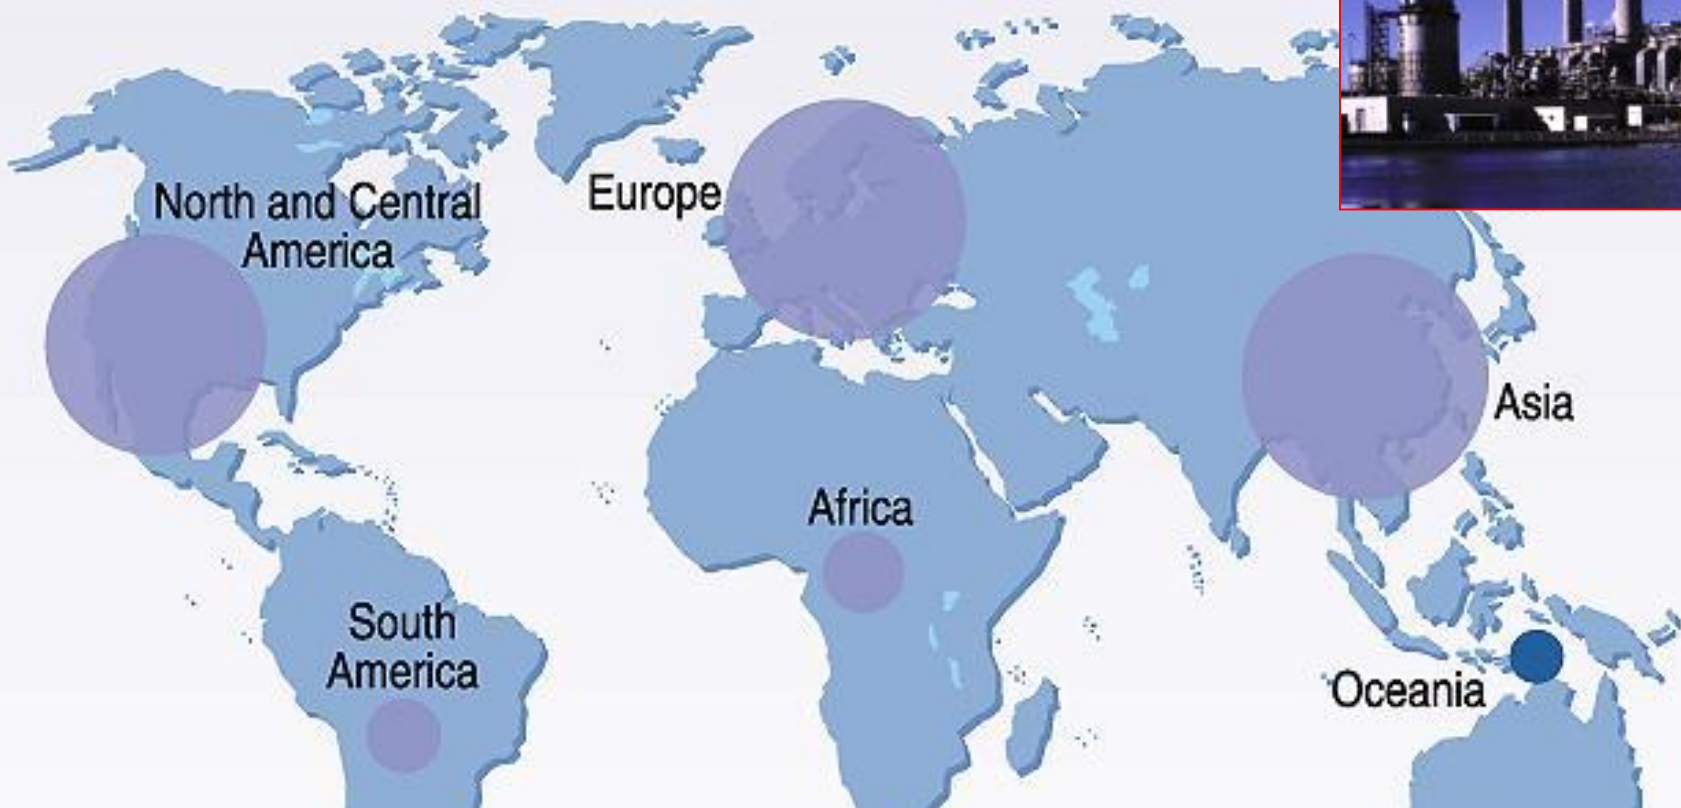 North and Central
America
Europe
Asia
Africa
South
America
Oceania